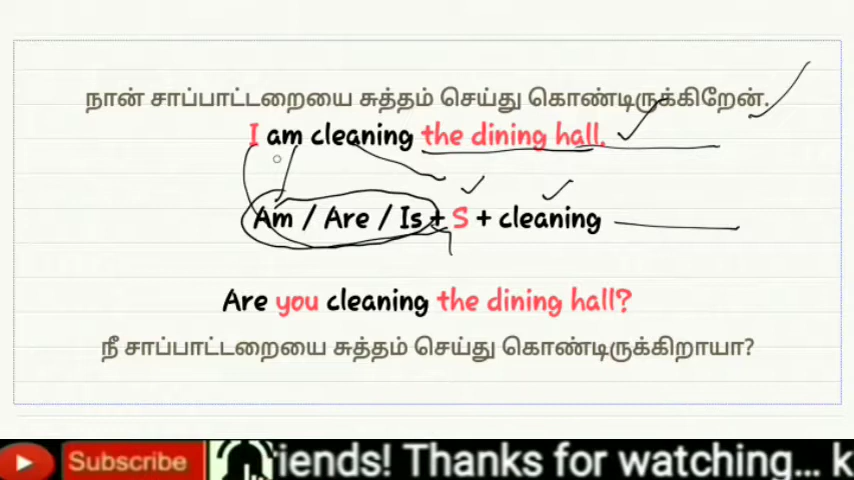 நான் சாப்பாட்டறையை சுத்தம் செய்து கொண்டிருக்கிறேன்.
I am cleaning the dining hall.
Am / Are / Is + S + cleaning
Are you cleaning the dining hall?
நீ சாப்பாட்டறையை சுத்தம் செய்து கொண்டிருக்கிறாயா?
Subscribe iends! Thanks for watching... k